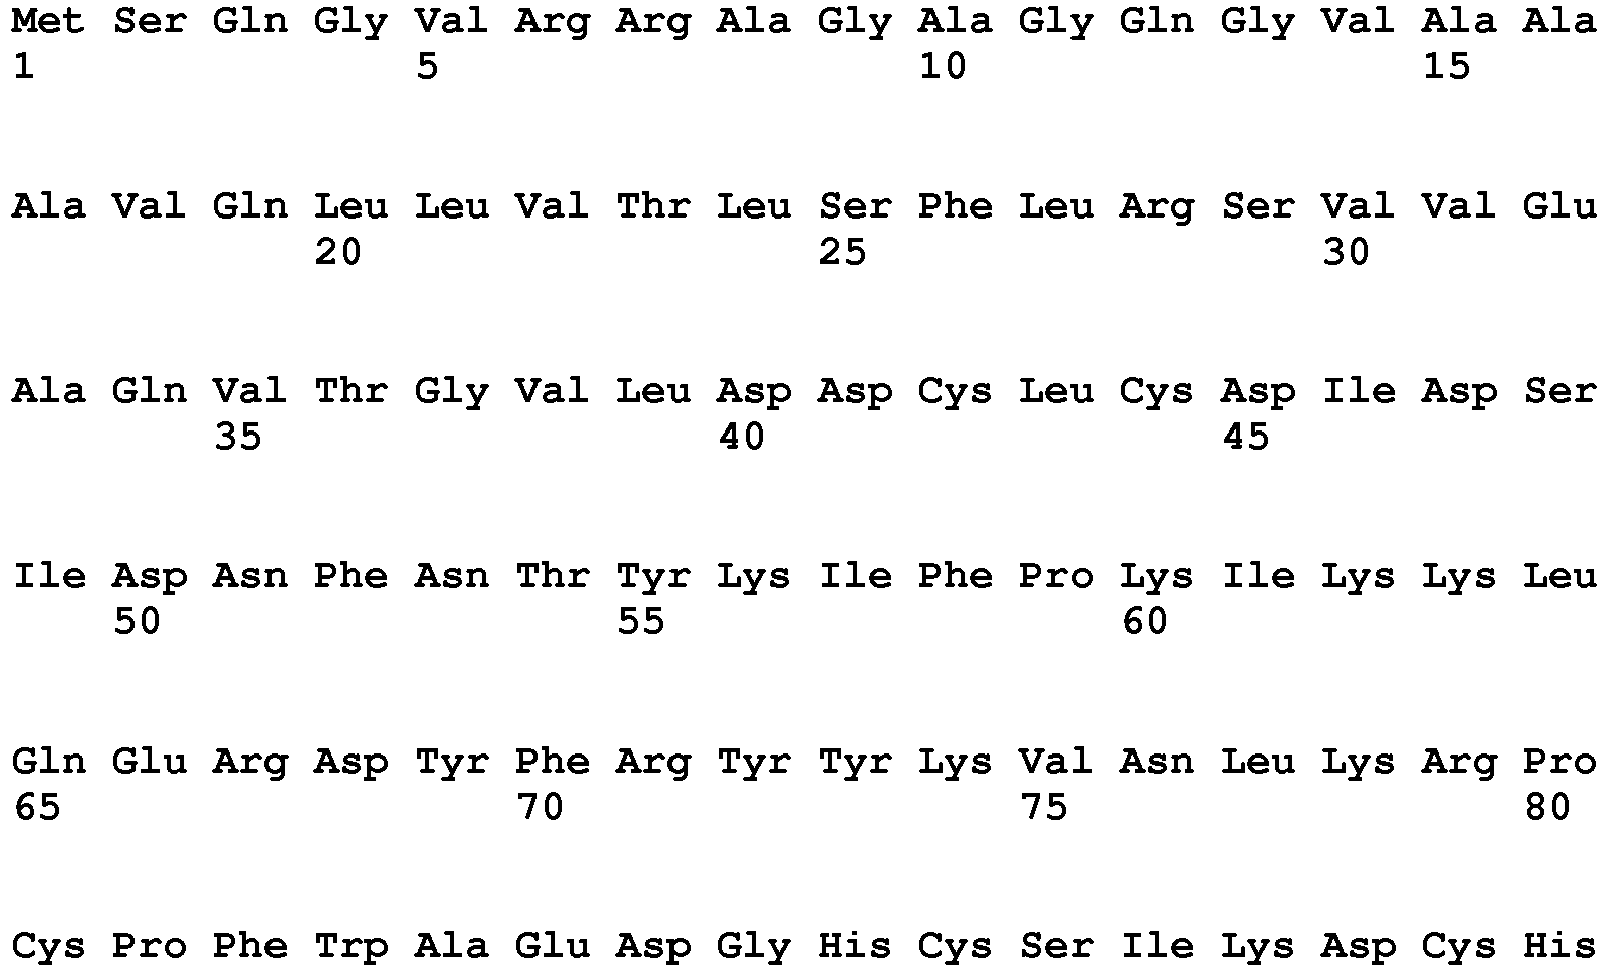 Met Ser Gln Gly Val Arg Arg Ala Gly Ala Gly Gln Gly Val Ala Ala
1 5 10 15
Ala Val Gln Leu Leu Val Thr Leu Ser Phe Leu Arg Ser Val Val Glu
20 25 30
Ala Gln Val Thr Gly Val Leu Asp Asp Cys Leu Cys Asp Ile Asp Ser
35 40 45
Ile Asp Asn Phe Asn Thr Tyr Lys Ile Phe Pro Lys Ile Lys Lys Leu
50 55 60
Gln Glu Arg Asp Tyr Phe Arg Tyr Tyr Lys Val Asn Leu Lys Arg Pro
65 70 75 80
Cys Pro Phe Trp Ala Glu Asp Gly His Cys Ser Ile Lys Asp Cys His